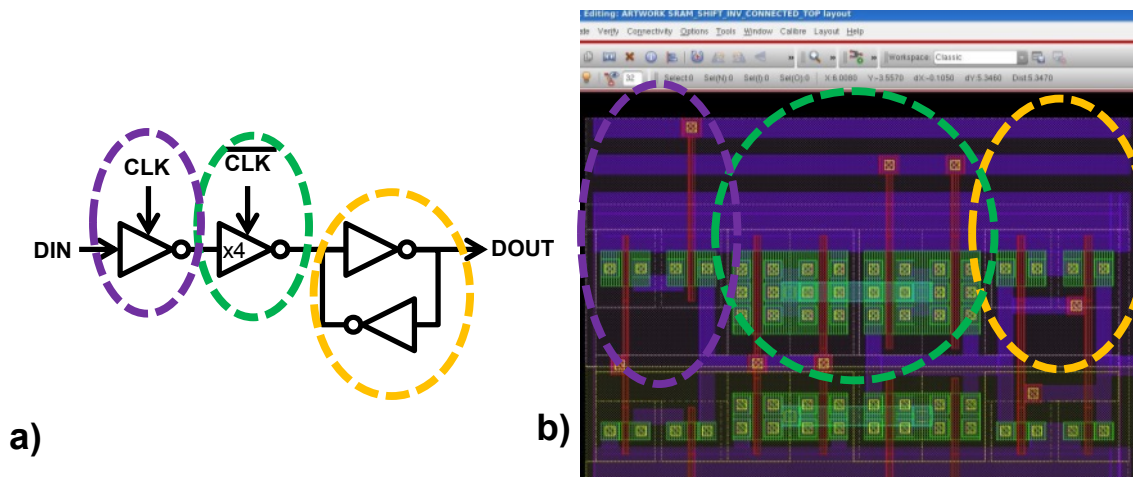 Editing: ARTWORK SRAM_SHIFT_INV_CONNECTED_TOP layout
Verify Connectivity Options Tools Window Calibre Layout Help
» » Workspace: Classic
32 Select:0 Sel(N):0 Sel(I):0 Sel(O):0 X:6.0080 Y-3.5570 dX-0.1050 dY:5.3460 Dist:5.3470
CLK CLK
DIN x4 DOUT
a) b)